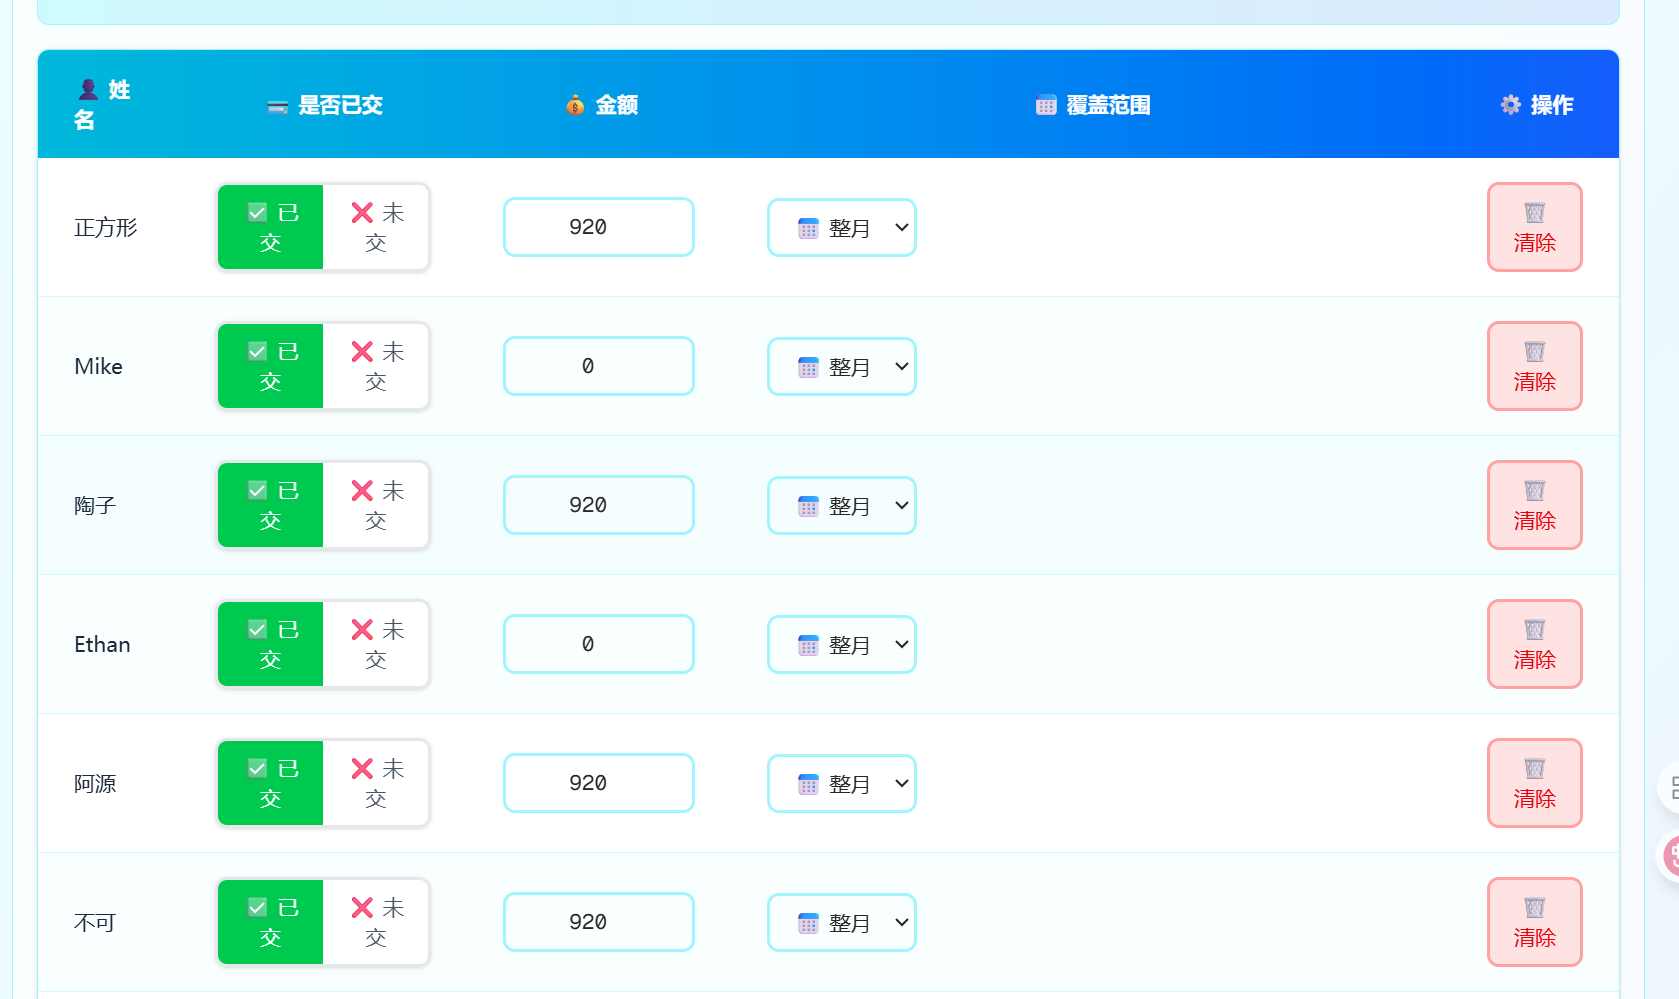 姓
名
是否已交
金额
覆盖范围
操作
正方形
已
交
未
交
920
整月
清除
Mike
已
交
未
交
0
整月
清除
陶子
已
交
未
交
920
整月
清除
Ethan
已
交
未
交
0
整月
清除
阿源
已
交
未
交
920
整月
清除
不可
已
交
未
交
920
整月
清除